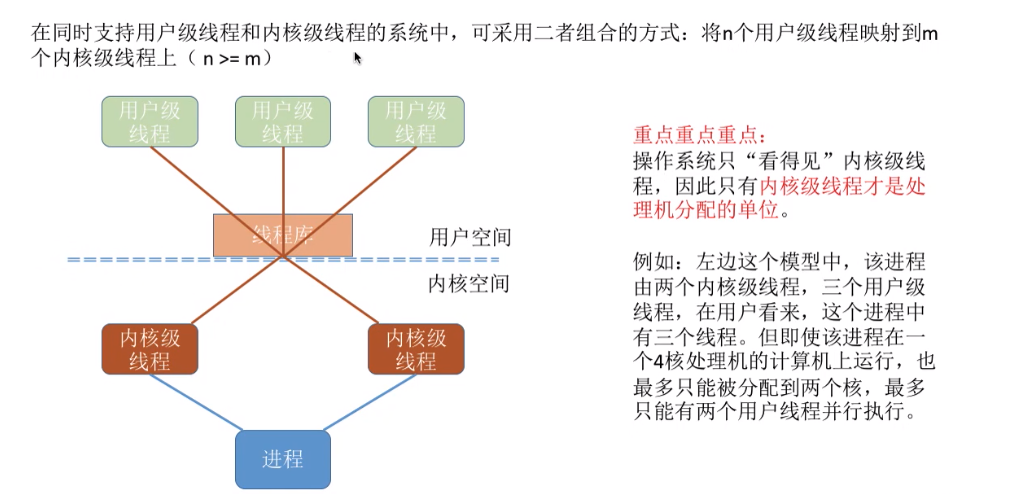 在同时支持用户级线程和内核级线程的系统中，可采用二者组合的方式：将n个用户级线程映射到m
个内核级线程上（ n >= m）
用户级
线程
用户级
线程
用户级
线程
线程库
用户空间
内核空间
内核级
线程
内核级
线程
进程
重点重点重点：
操作系统只“看得见”内核级线
程，因此只有内核级线程才是处
理机分配的单位。
例如：左边这个模型中，该进程
由两个内核级线程，三个用户级
线程，在用户看来，这个进程中
有三个线程。但即使该进程在一
个4核处理机的计算机上运行，也
最多只能被分配到两个核，最多
只能有两个用户线程并行执行。